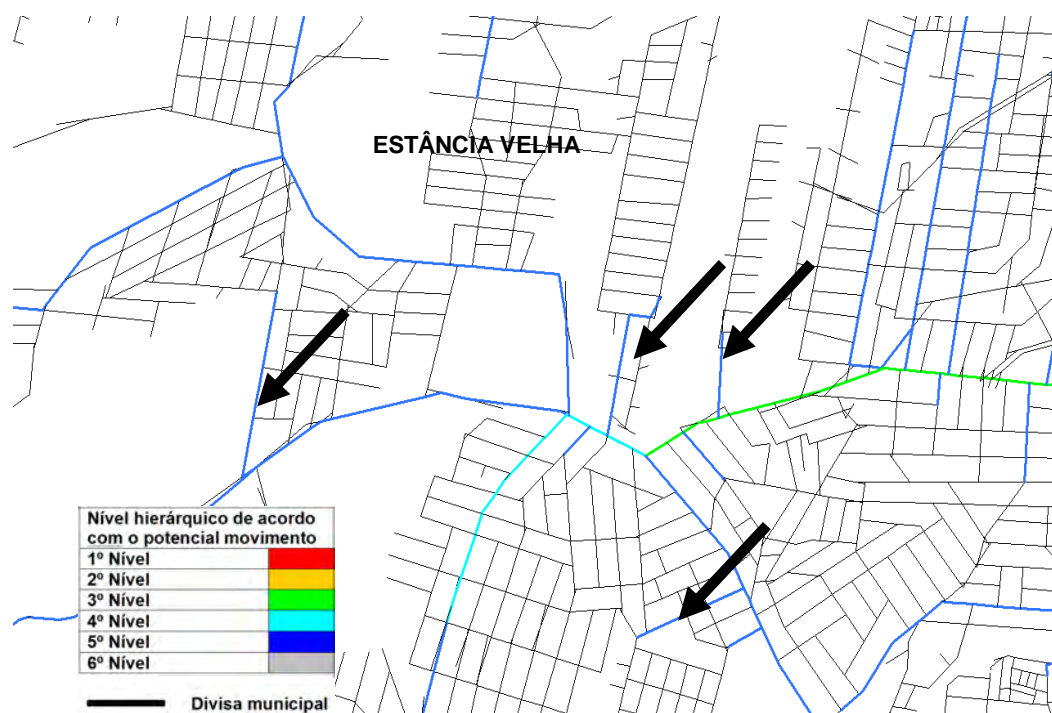 ESTÂNCIA VELHA
Nível hierárquico de acordo
com o potencial movimento
1º Nível
2º Nível
3º Nível
4º Nível
5º Nível
6º Nível
Divisa municipal